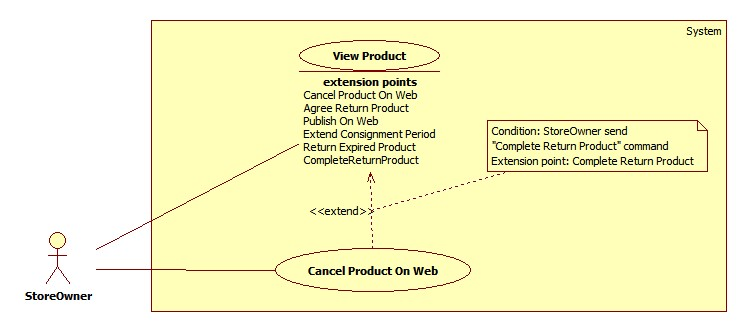 System
View Product
extension points
Cancel Product On Web
Agree Return Product
Publish On Web
Extend Consignment Period
Return Expired Product
CompleteReturnProduct
Condition: StoreOwner send
"Complete Return Product" command
Extension point: Complete Return Product
<<extend>>
Cancel Product On Web
StoreOwner